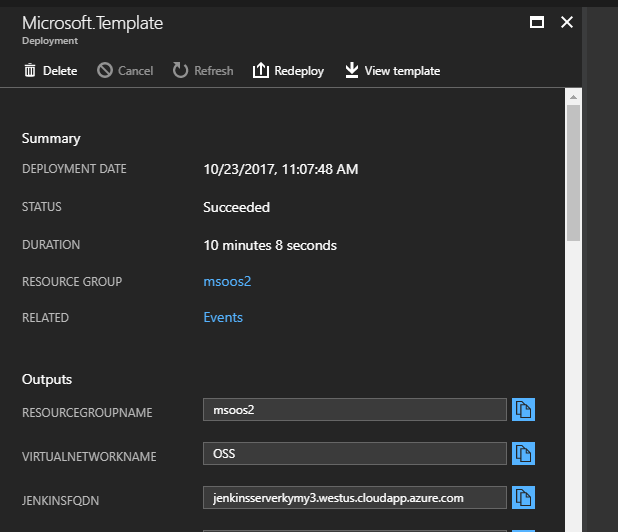 Microsoft.Template
Deployment
Delete Cancel Refresh Redeploy View template
Summary
DEPLOYMENT DATE 10/23/2017, 11:07:48 AM
STATUS Succeeded
DURATION 10 minutes 8 seconds
RESOURCE GROUP msoos2
RELATED Events
Outputs
RESOURCEGROUPNAME msoos2
VIRTUALNETWORKNAME OSS
JENKINSFQDN jenkinsserverkymy3.westus.cloudapp.azure.com